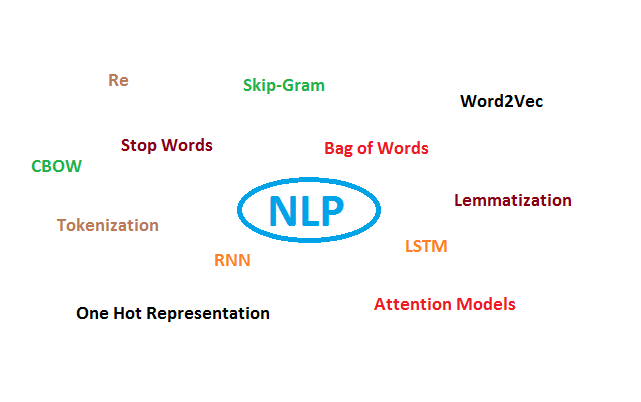 Re
Skip-Gram
Word2Vec
Stop Words
Bag of Words
CBOW
Lemmatization
NLP
Tokenization
LSTM
RNN
Attention Models
One Hot Representation